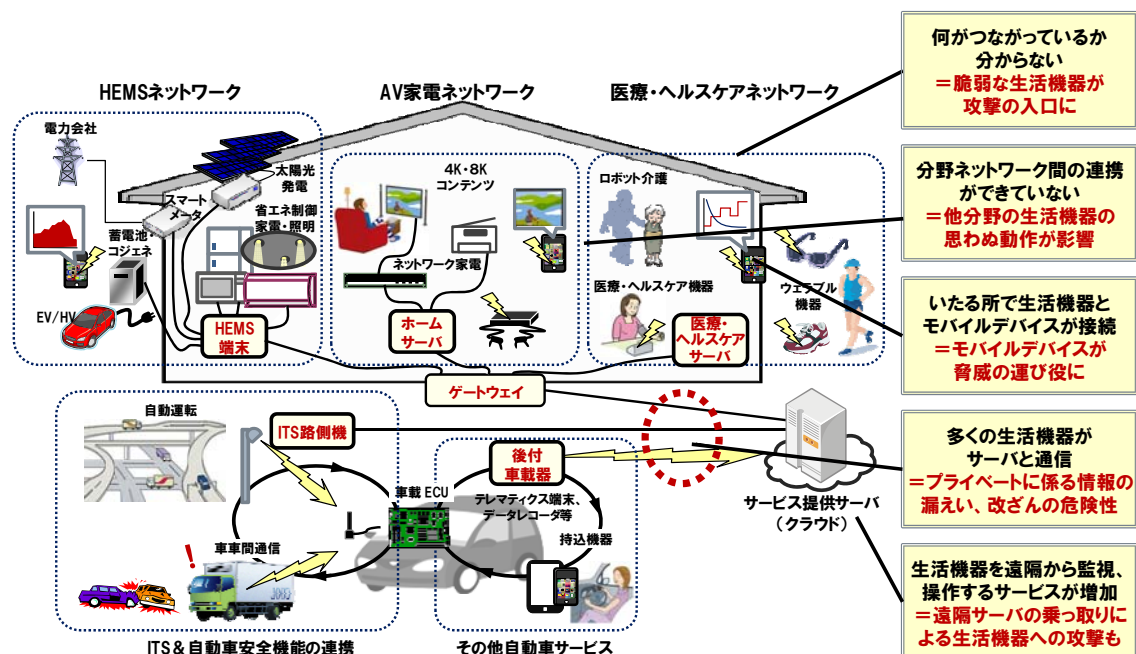 HEMSネットワーク
AV家電ネットワーク
医療・ヘルスケアネットワーク
電力会社
太陽光
発電
スマート
メータ
省エネ制御
家電・照明
蓄電池・
コジェネ
EV/HV
HEMS
端末
4K・8K
コンテンツ
ネットワーク家電
ホーム
サーバ
ロボット介護
医療・ヘルスケア機器
ウェラブル
機器
医療・
ヘルスケア
サーバ
ゲートウェイ
自動運転
ITS路側機
車載ECU
車車間通信
!
ITS&自動車安全機能の連携
後付
車載器
テレマティクス端末、
データレコーダ等
持込機器
その他自動車サービス
サービス提供サーバ
(クラウド)
何がつながっているか
分からない
=脆弱な生活機器が
攻撃の入口に
分野ネットワーク間の連携
ができていない
=他分野の生活機器の
思わぬ動作が影響
いたる所で生活機器と
モバイルデバイスが接続
=モバイルデバイスが
脅威の運び役に
多くの生活機器が
サーバと通信
=プライベートに係る情報の
漏えい、改ざんの危険性
生活機器を遠隔から監視、
操作するサービスが増加
=遠隔サーバの乗っ取りに
よる生活機器への攻撃も